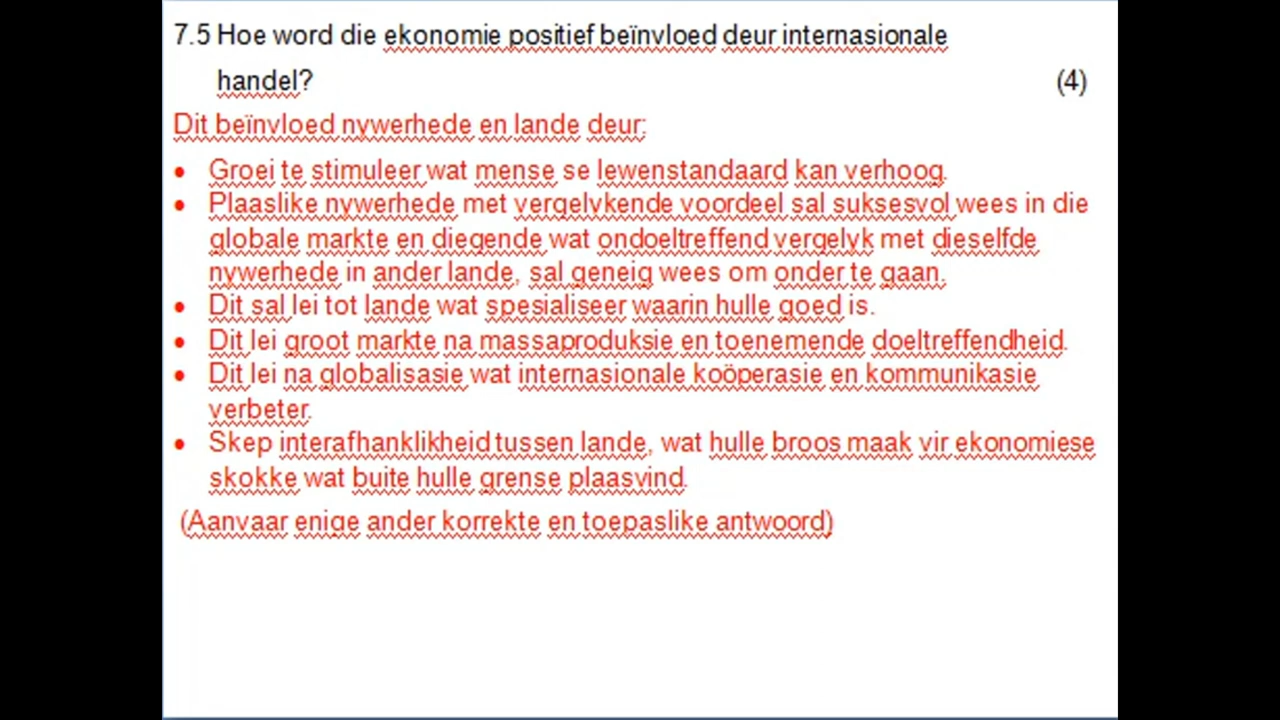 7.5 Hoe word die ekonomie positief beïnvloed deur internasionale
handel? (4)
Dit beïnvloed nywerhede en lande deur:
• Groei te stimuleer wat mense se lewenstandaard kan verhoog.
• Plaaslike nywerhede met vergelykende voordeel sal suksesvol wees in die
globale markte en diegende wat ondoeltreffend vergelyk met dieselfde
nywerhede in ander lande, sal geneig wees om onder te gaan.
• Dit sal lei tot lande wat spesialiseer waarin hulle goed is.
• Dit lei groot markte na massaproduksie en toenemende doeltreffendheid.
• Dit lei na globalisasie wat internasionale koöperasie en kommunikasie
verbeter.
• Skep interafhanklikheid tussen lande, wat hulle broos maak vir ekonomiese
skokke wat buite hulle grense plaasvind.
(Aanvaar enige ander korrekte en toepaslike antwoord)